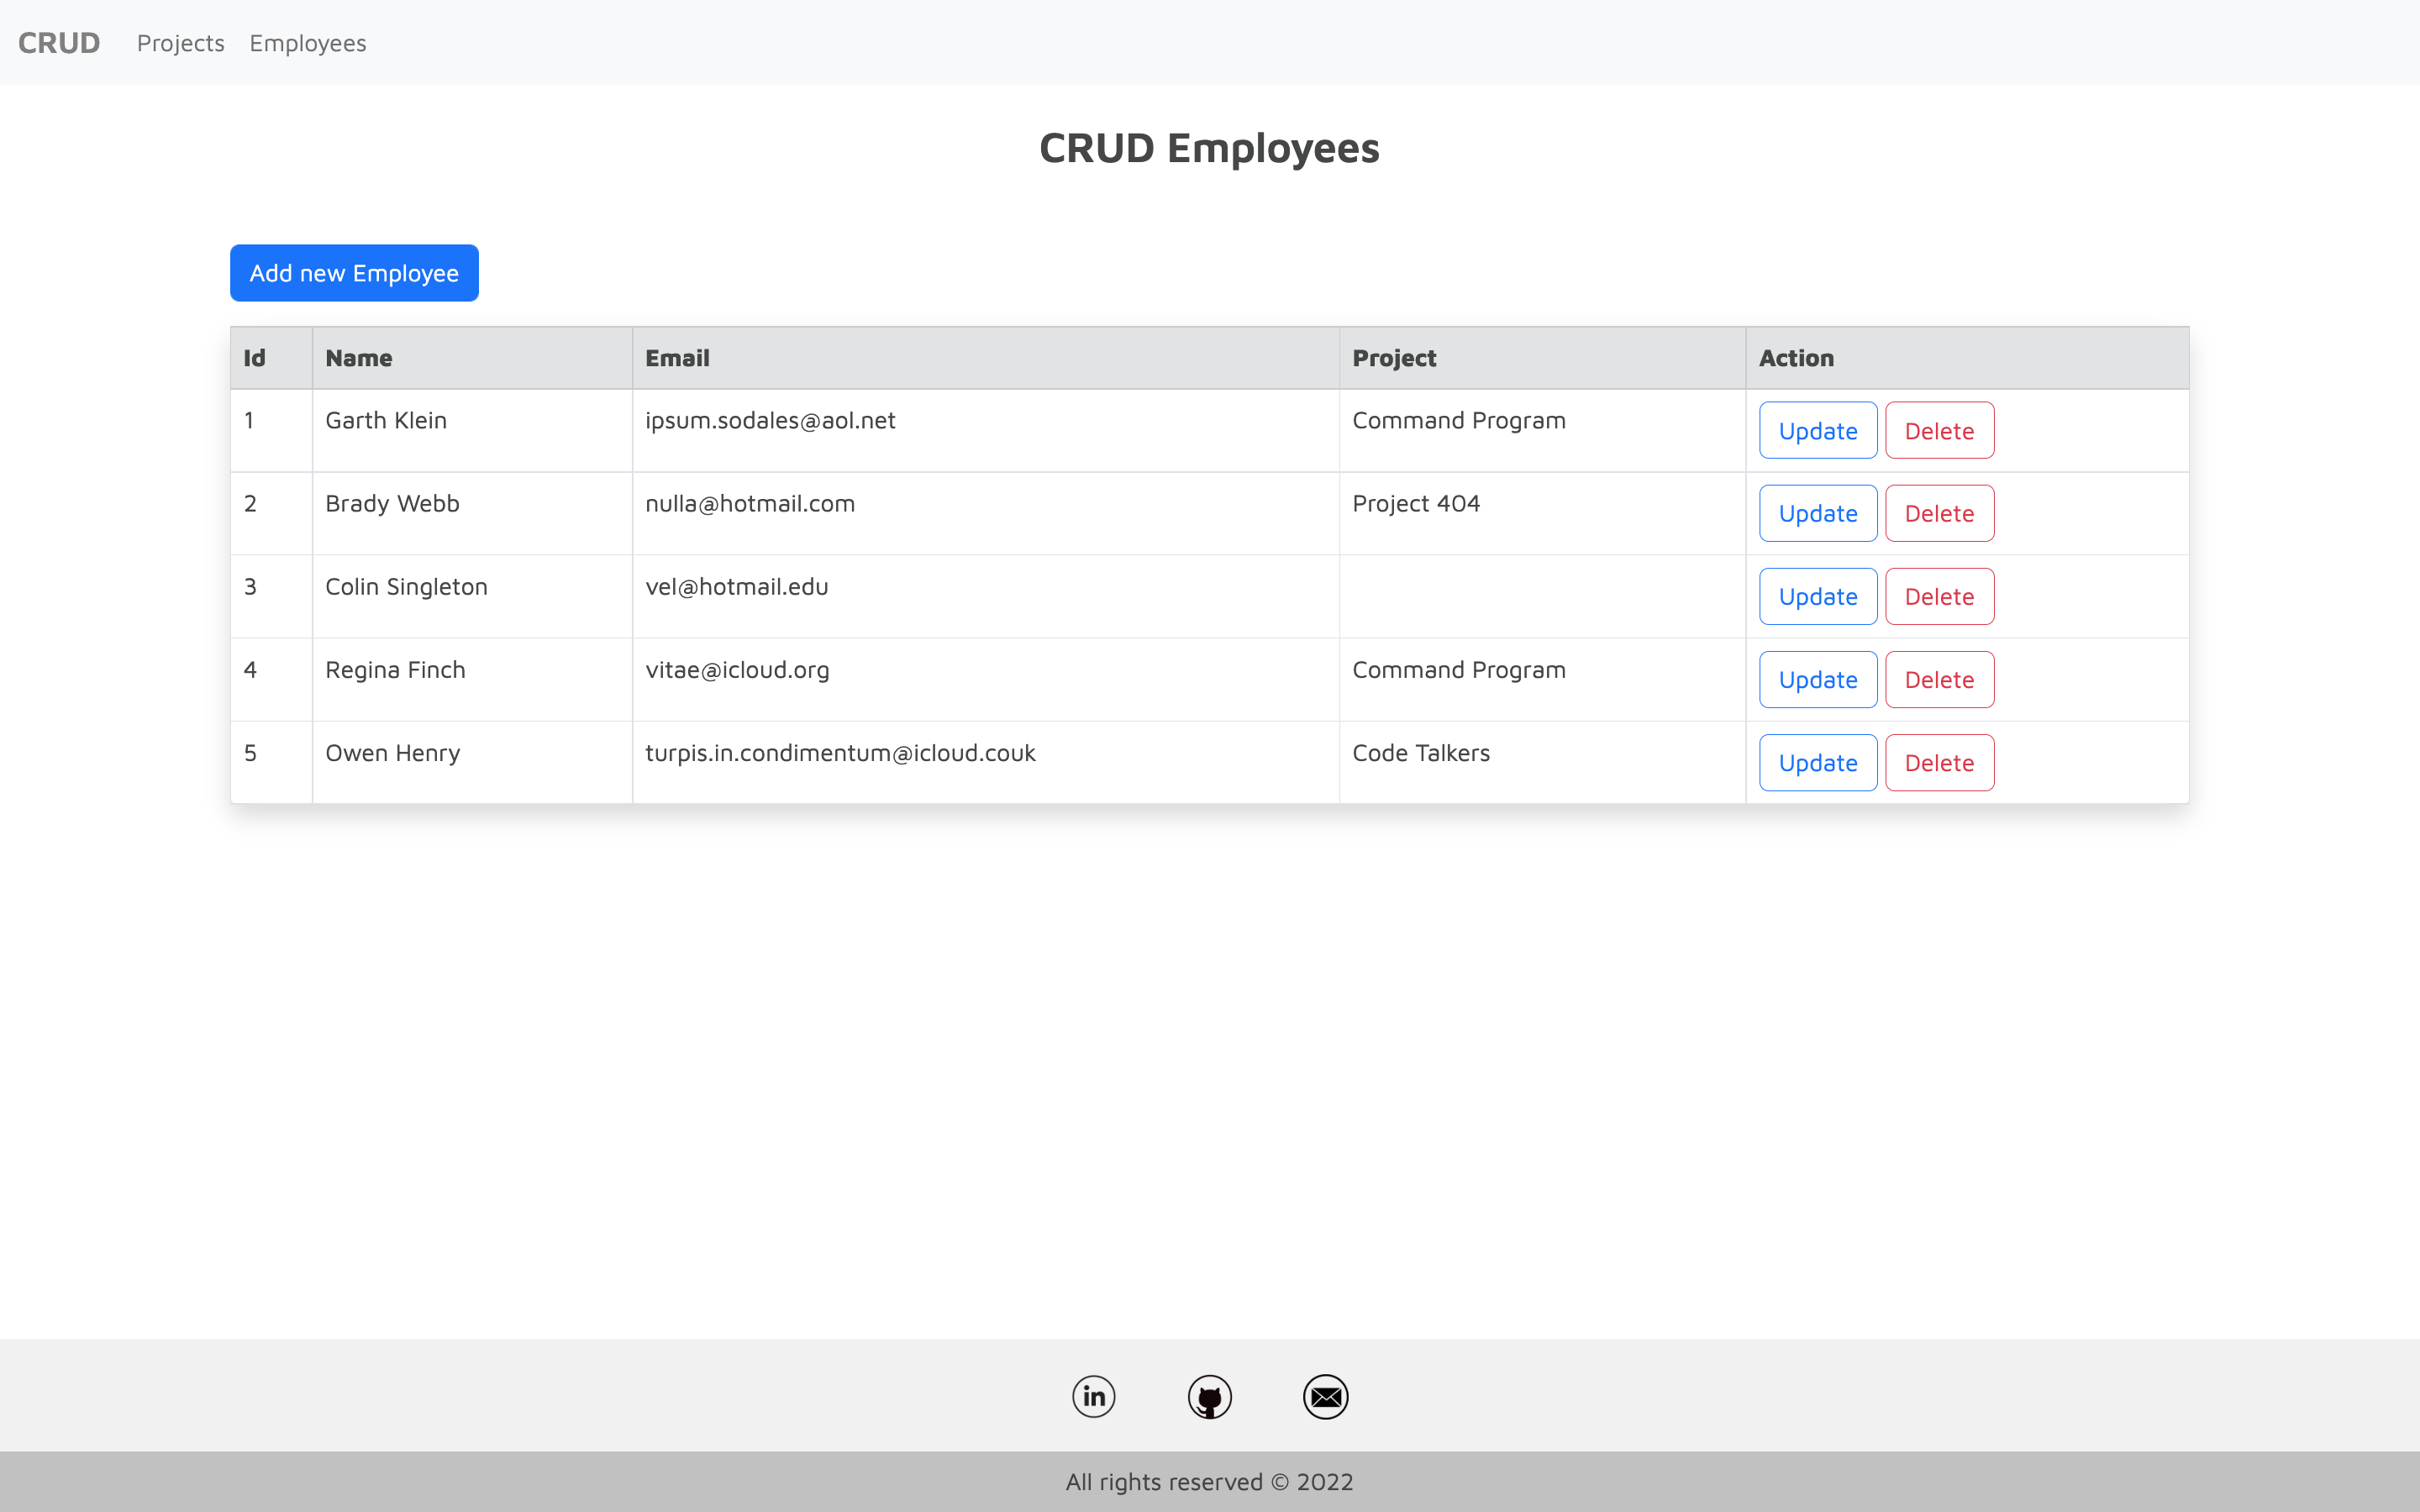 CRUD Projects Employees
CRUD Employees
Add new Employee
Id Name Email Project Action
1 Garth Klein ipsum.sodales@aol.net Command Program Update Delete
2 Brady Webb nulla@hotmail.com Project 404 Update Delete
3 Colin Singleton vel@hotmail.edu Update Delete
4 Regina Finch vitae@icloud.org Command Program Update Delete
5 Owen Henry turpis.in.condimentum@icloud.couk Code Talkers Update Delete
in
All rights reserved © 2022